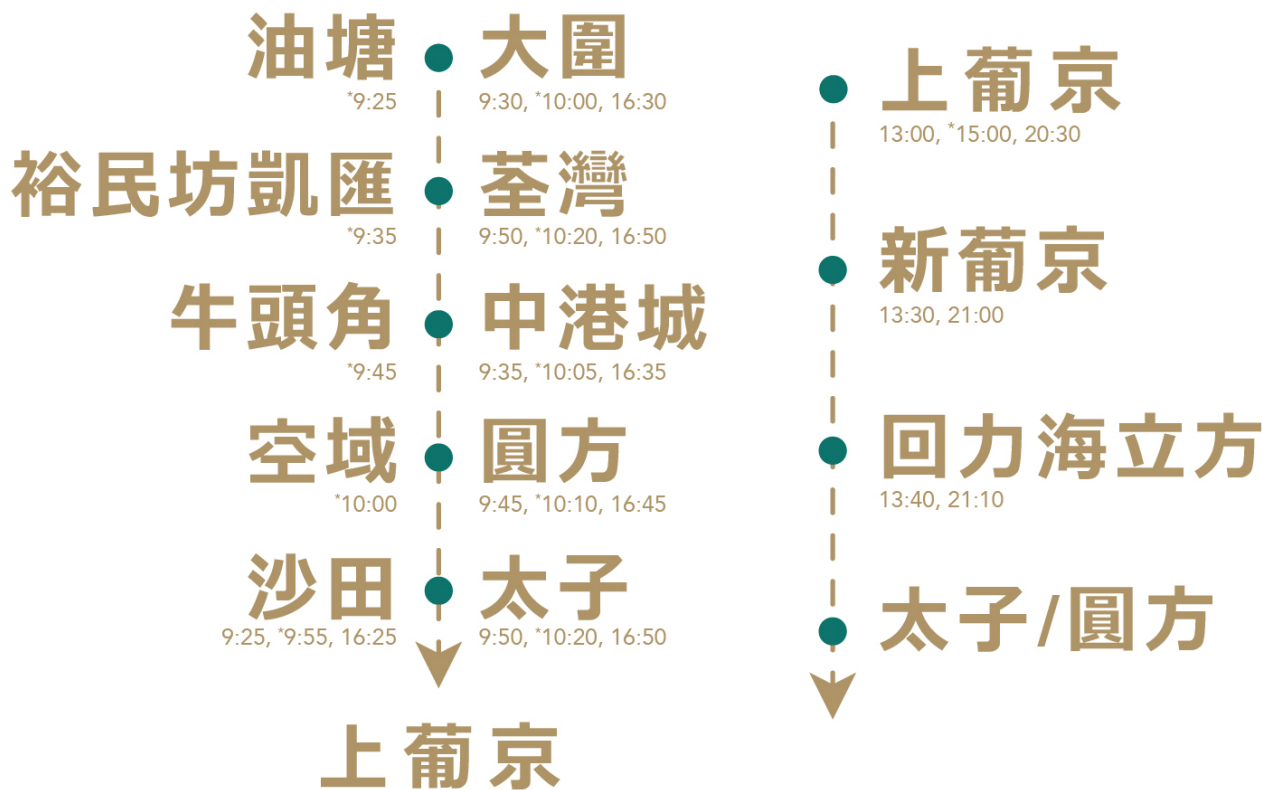 油塘
*9:25
裕民坊凱匯
*9:35
牛頭角
*9:45
空域
*10:00
沙田
9:25, *9:55, 16:25
大圍
9:30, *10:00, 16:30
荃灣
9:50, *10:20, 16:50
中港城
9:35, *10:05, 16:35
圓方
9:45, *10:10, 16:45
太子
9:50, *10:20, 16:50
上葡京
上葡京
13:00, *15:00, 20:30
新葡京
13:30, 21:00
回力海立方
13:40, 21:10
太子/圓方